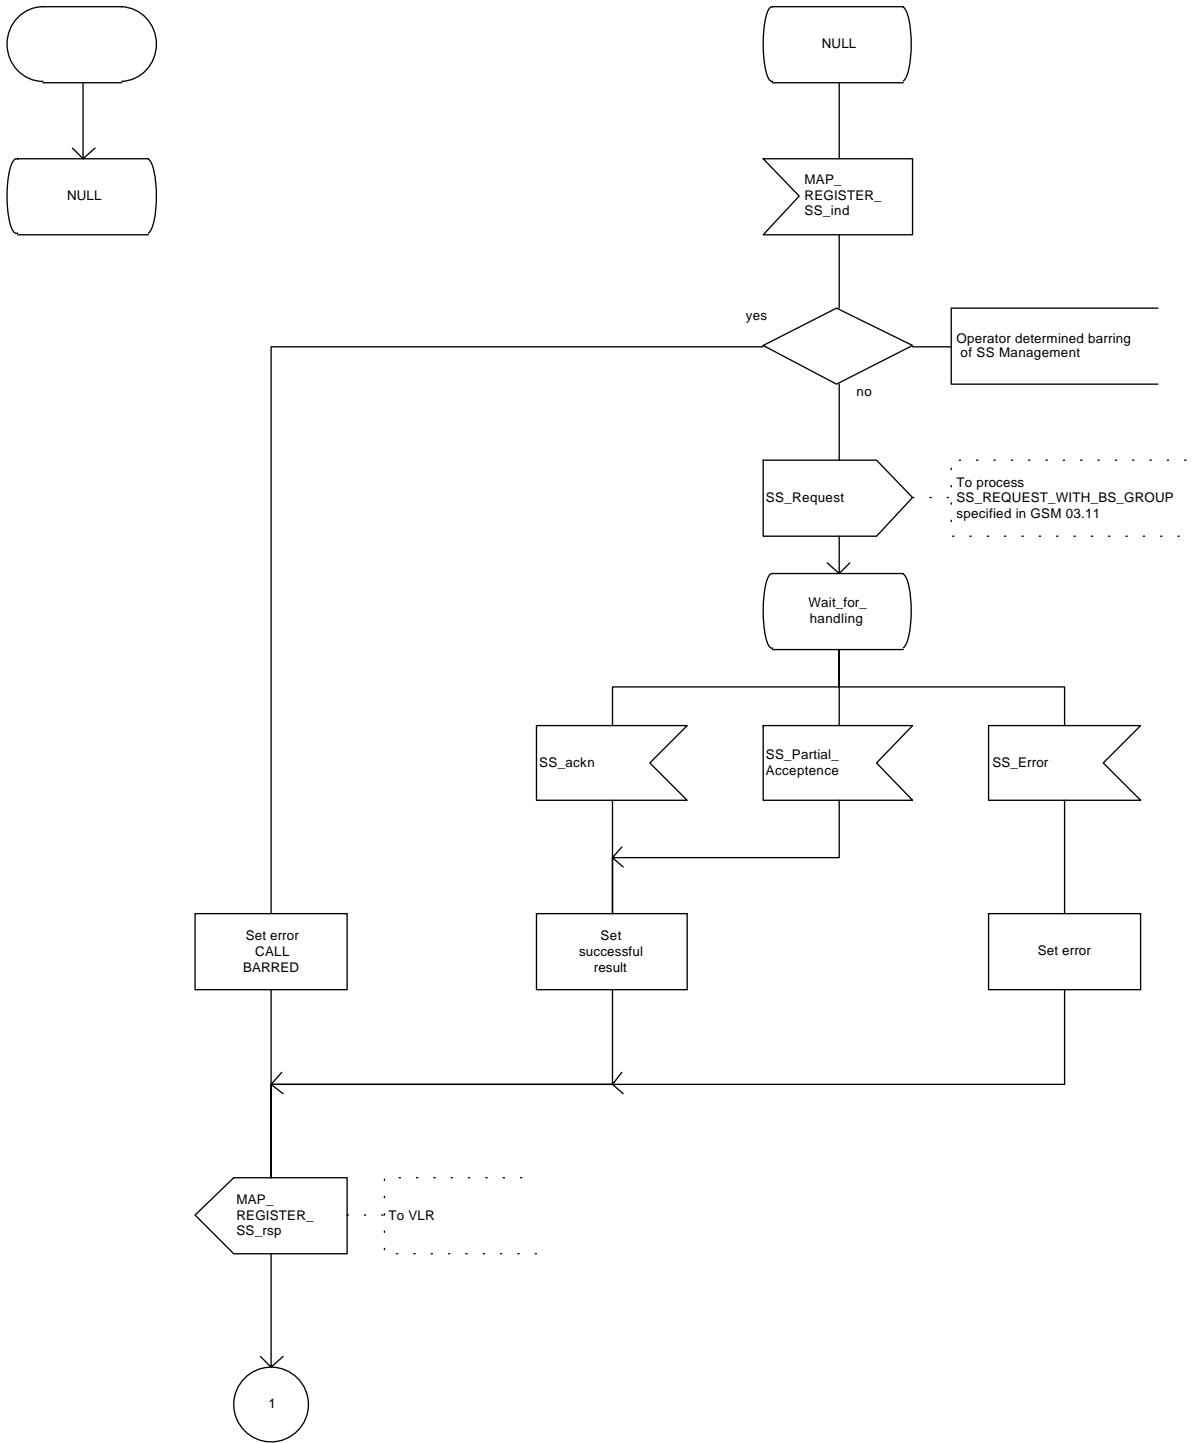 NULL
NULL
MAP_
REGISTER_
SS_ind
yes
Operator determined barring
of SS Management
no
SS_Request
To process
SS_REQUEST_WITH_BS_GROUP
specified in GSM 03.11
Wait_for_
handling
SS_ackn
SS_Partial_
Acceptence
SS_Error
Set error
CALL
BARRED
Set
successful
result
Set error
MAP_
REGISTER_
SS_rsp
To VLR
1